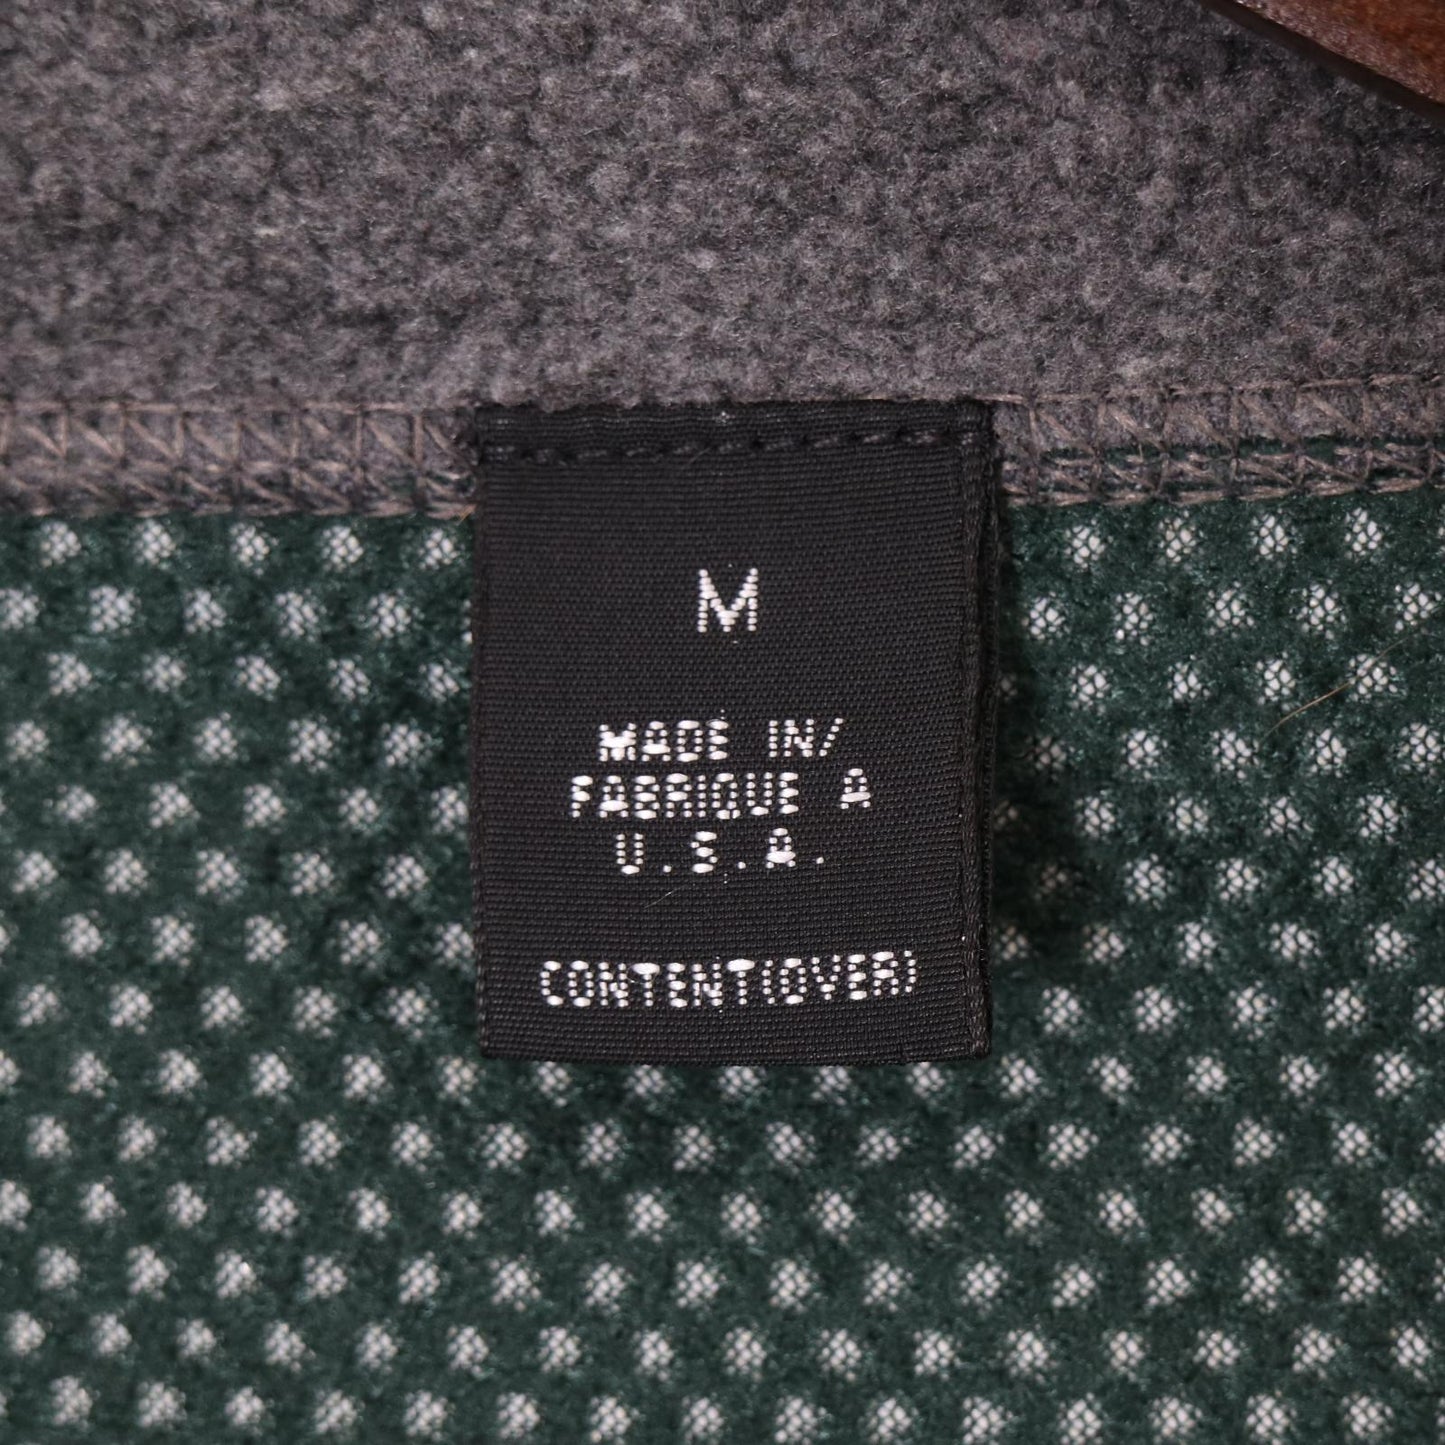 M
MADE IN/
FABRIQUE A
U.S.A.
CONTENT(OVER)